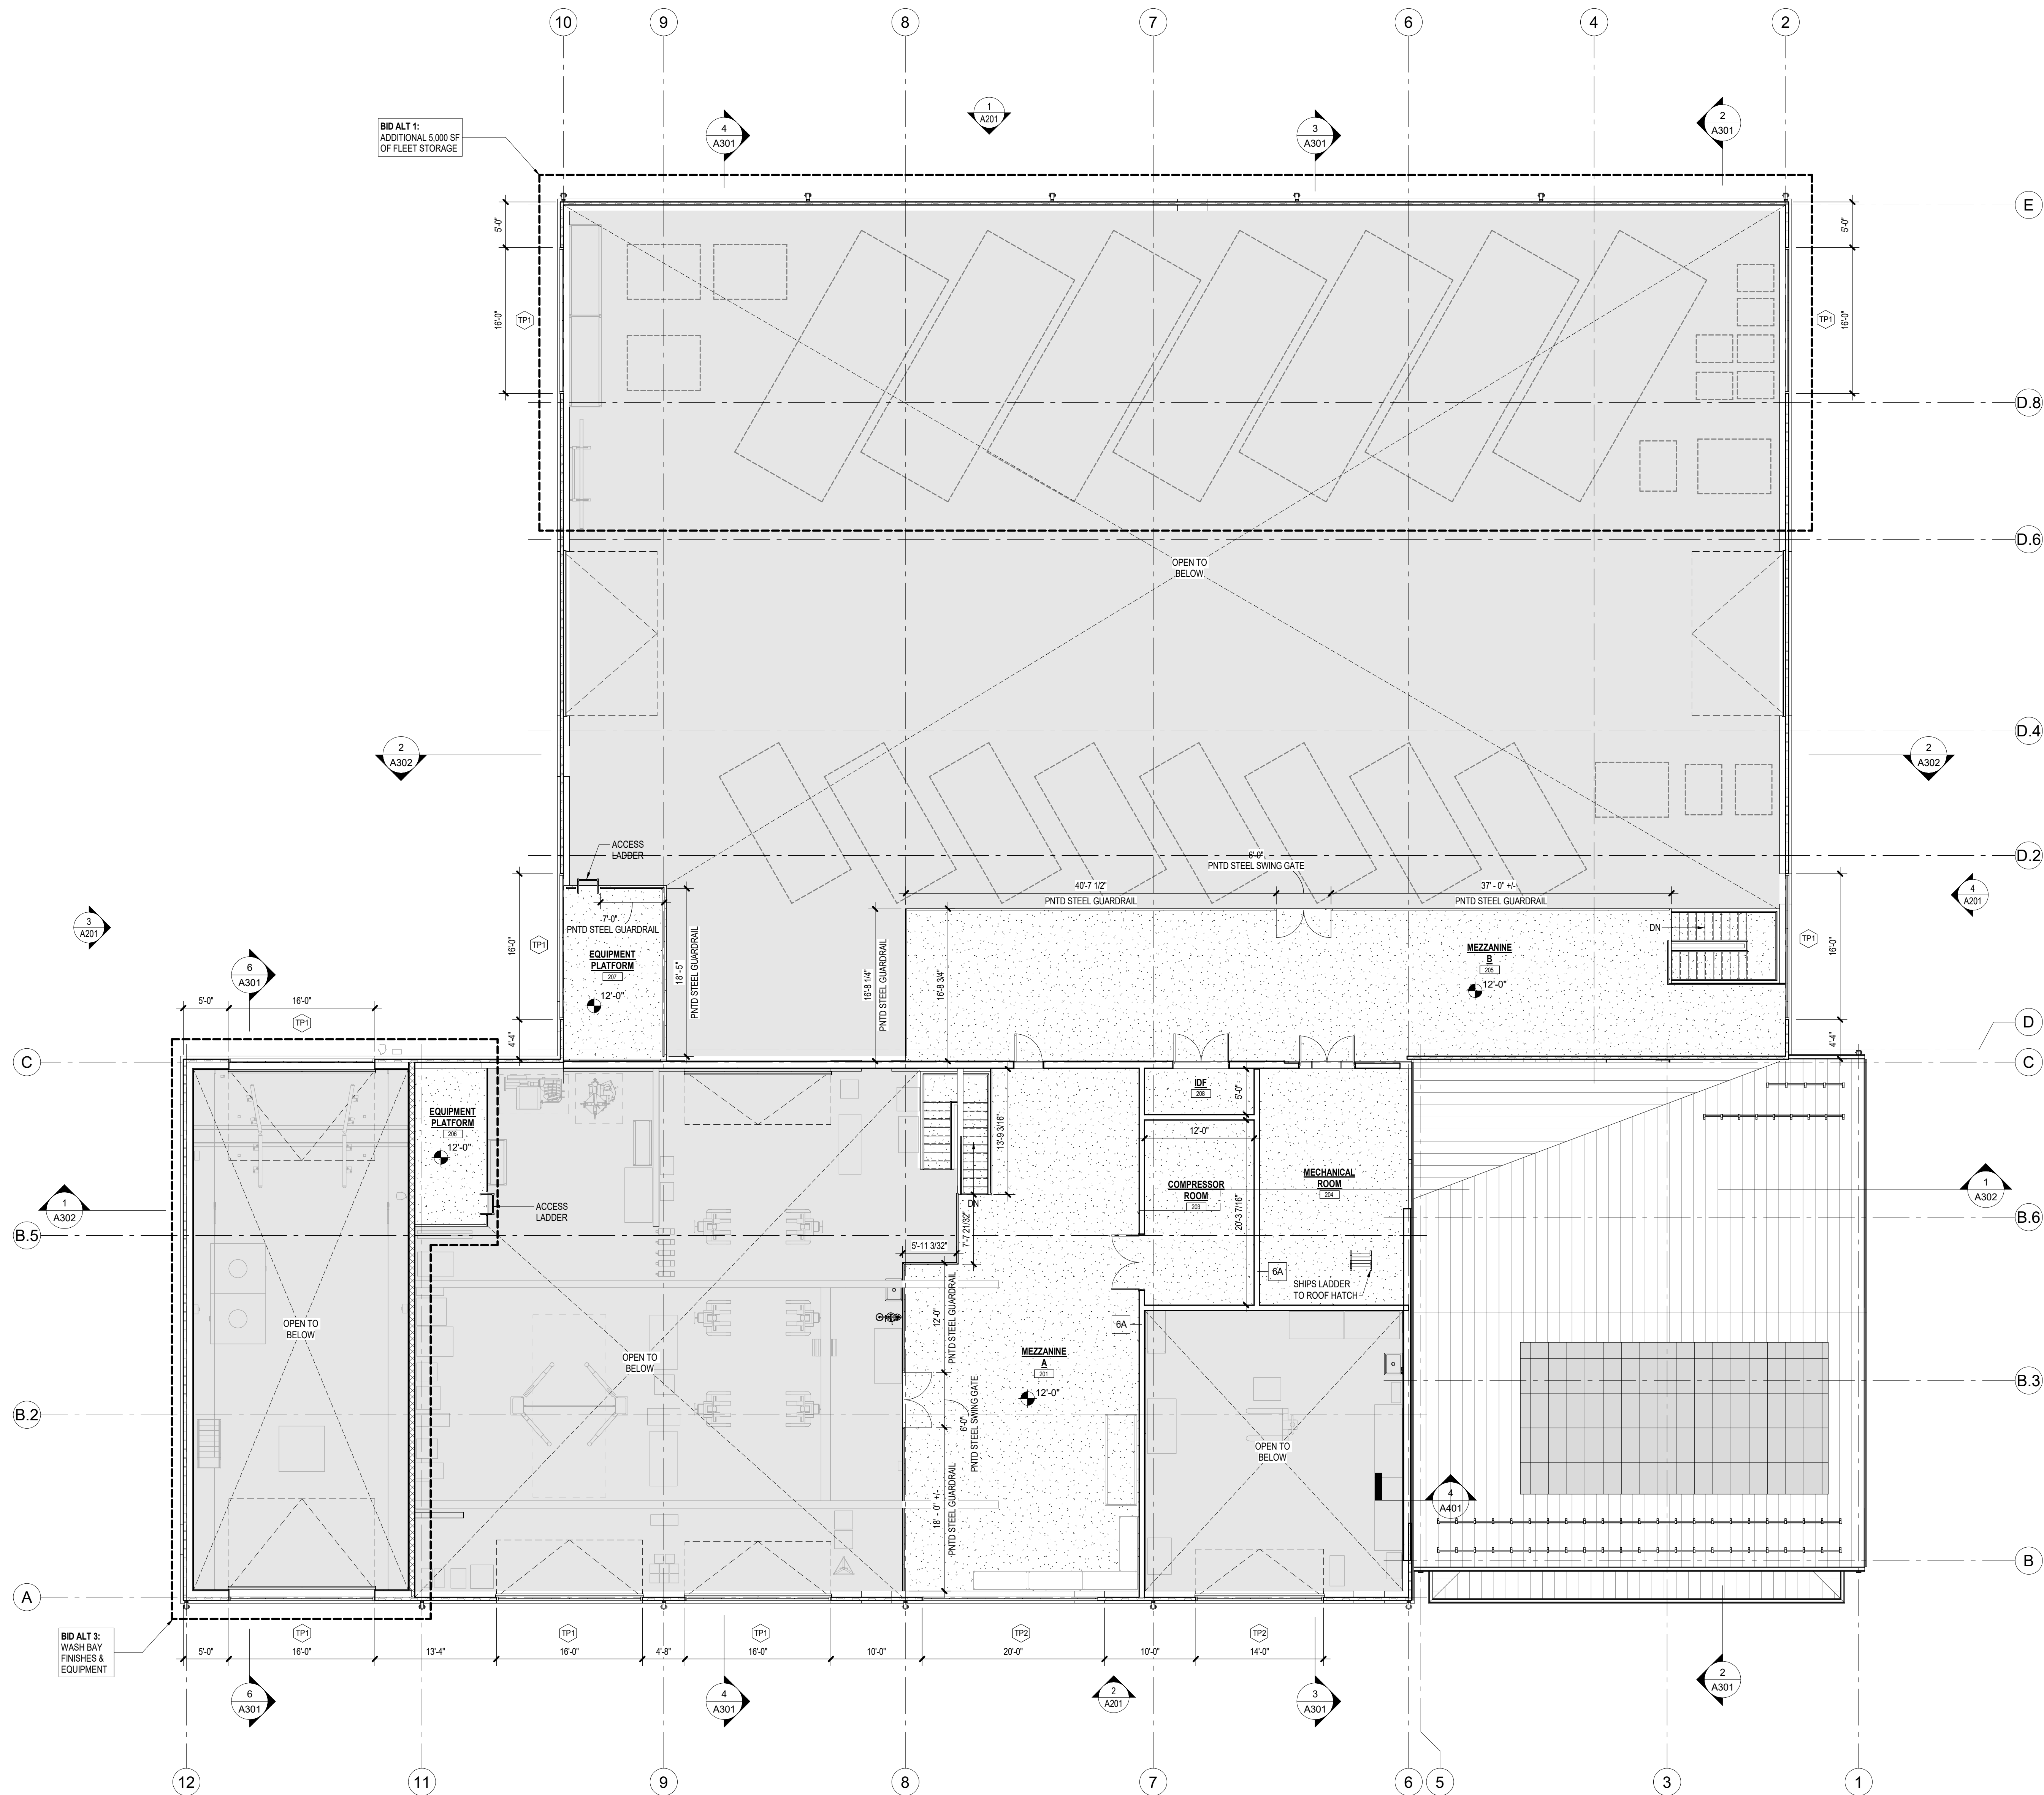 10
9
8
7
6
4
2
1
A201
4
A301
3
A301
2
A301
BID ALT 1:
ADDITIONAL 5,000 SF
OF FLEET STORAGE
E
5'-0"
5'-0"
16'-0"
TP1
TP1
16'-0"
D.8
D.6
OPEN TO
BELOW
D.4
2
A302
2
A302
ACCESS
LADDER
D.2
6'-0"
PNTD STEEL SWING GATE
40'-7 1/2"
PNTD STEEL GUARDRAIL
37' - 0" +/-
PNTD STEEL GUARDRAIL
4
A201
3
A201
7'-0"
PNTD STEEL GUARDRAIL
16'-0"
TP1
EQUIPMENT
PLATFORM
207
12'-0"
18' - 5"
PNTD STEEL GUARDRAIL
16'-8 1/4"
PNTD STEEL GUARDRAIL
16'-8 3/4"
MEZZANINE
B
205
12'-0"
DN
TP1
16'-0"
6
A301
5'-0"
16'-0"
TP1
4'-4"
4'-4"
D
C
C
EQUIPMENT
PLATFORM
206
12'-0"
ACCESS
LADDER
13'-9 3/16"
DN
7'-7 21/32"
5'-11 3/32"
IDF
208
5'-0"
12'-0"
COMPRESSOR
ROOM
203
20'-3 7/16"
MECHANICAL
ROOM
204
SHIPS LADDER
TO ROOF HATCH
6A
6A
1
A302
1
A302
B.6
B.5
OPEN TO
BELOW
OPEN TO
BELOW
12'-0"
PNTD STEEL GUARDRAIL
MEZZANINE
A
201
12'-0"
6'-0"
PNTD STEEL SWING GATE
18' - 0" +/-
PNTD STEEL GUARDRAIL
OPEN TO
BELOW
B.3
B.2
4
A401
B
A
BID ALT 3:
WASH BAY
FINISHES &
EQUIPMENT
TP1
TP1
TP1
TP2
TP2
5'-0"
16'-0"
13'-4"
16'-0"
4'-8"
16'-0"
10'-0"
20'-0"
10'-0"
14'-0"
6
A301
4
A301
2
A201
3
A301
2
A301
12
11
9
8
7
6
5
3
1